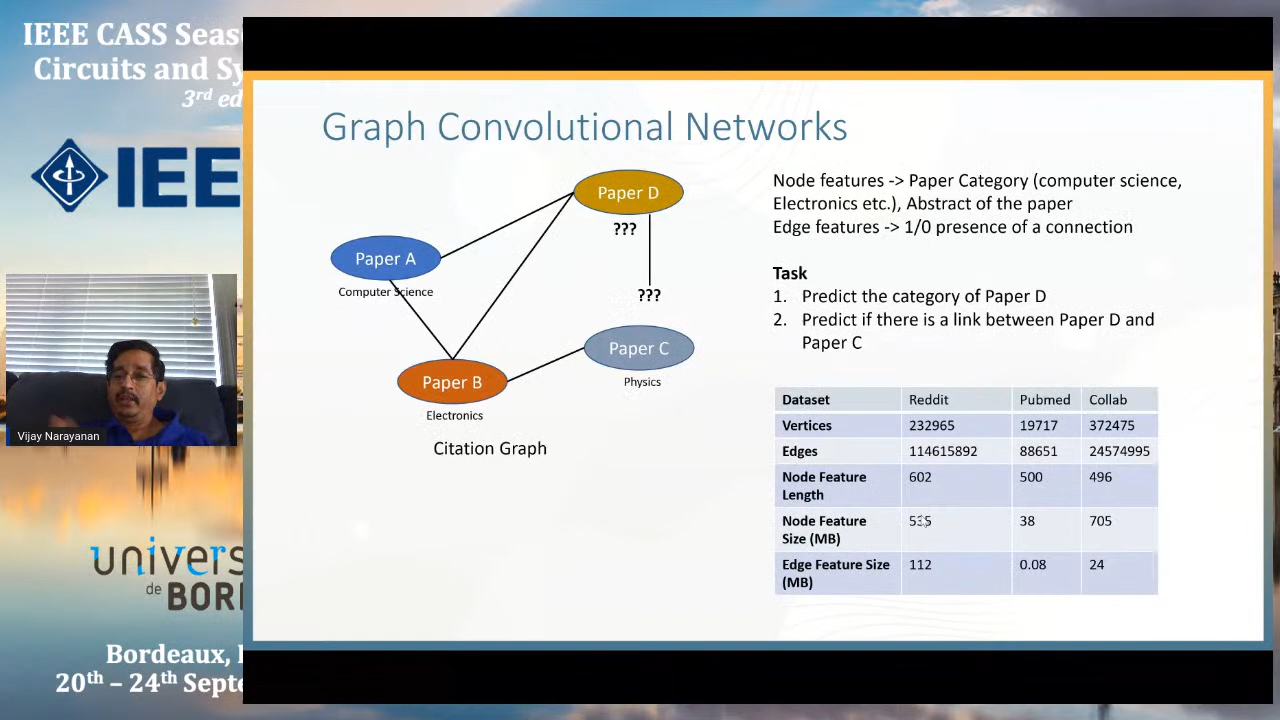 IEEE CASS Seas
Circuits and Sy
3rd ed
IEE
Vijay Narayanan
univers
de BOR
Bordeaux,
20th – 24th Septe
Graph Convolutional Networks
Paper D
???
Paper A
Computer Science
???
Paper C
Physics
Paper B
Electronics
Citation Graph
Node features -> Paper Category (computer science,
Electronics etc.), Abstract of the paper
Edge features -> 1/0 presence of a connection
Task
1. Predict the category of Paper D
2. Predict if there is a link between Paper D and
Paper C
Dataset Reddit Pubmed Collab
Vertices 232965 19717 372475
Edges 114615892 88651 24574995
Node Feature
Length 602 500 496
Node Feature
Size (MB) 38 705
Edge Feature Size
(MB) 112 0.08 24